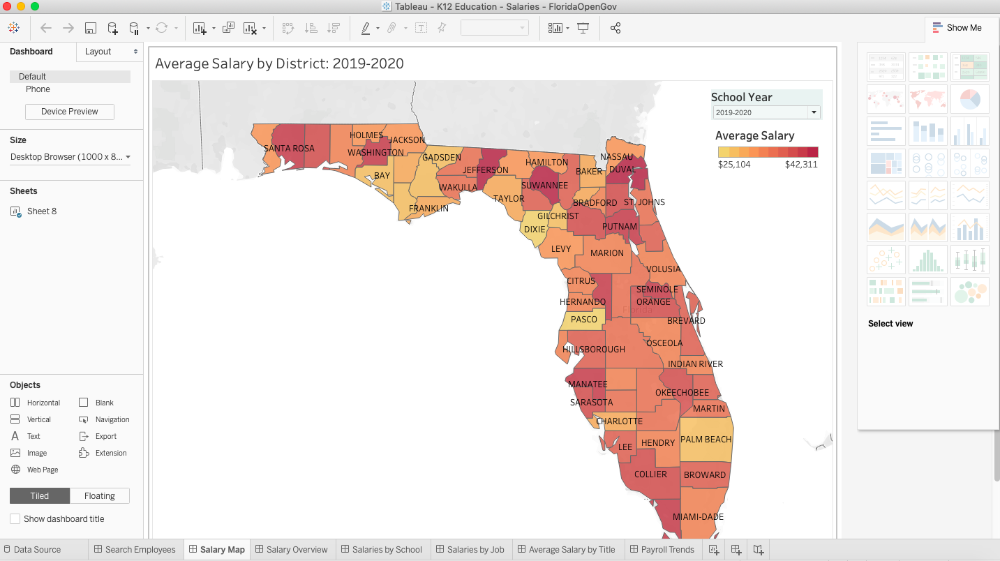 Tableau - K12 Education - Salaries - FloridaOpenGov
Show Me
Dashboard
Layout
Default
Phone
Device Preview
Size
Desktop Browser (1000 x 8...
Sheets
Sheet 8
Objects
Horizontal
Blank
Vertical
Navigation
A Text
Export
Image
Extension
Web Page
Tiled
Floating
Show dashboard title
Average Salary by District: 2019-2020
School Year
2019-2020
Average Salary
$25,104
$42,311
HOLMES
JACKSON
SANTA ROSA
WASHINGTON
GADSDEN
NASSAU
BAY
JEFFERSON
HAMILTON
BAKER
DUVAL
WAKULLA
SUWANNEE
TAYLOR
BRADFORD
ST. JOHNS
FRANKLIN
GILCHRIST
DIXIE
PUTNAM
LEVY
MARION
VOLUSIA
CITRUS
SEMINOLE
HERNANDO
ORANGE
Florida
PASCO
BREVARD
HILLSBOROUGH
OSCEOLA
INDIAN RIVER
MANATEE
OKEECHOBEE
SARASOTA
MARTIN
CHARLOTTE
PALM BEACH
LEE
HENDRY
COLLIER
BROWARD
MIAMI-DADE
Select view
Data Source
Search Employees
Salary Map
Salary Overview
Salaries by School
Salaries by Job
Average Salary by Title
Payroll Trends